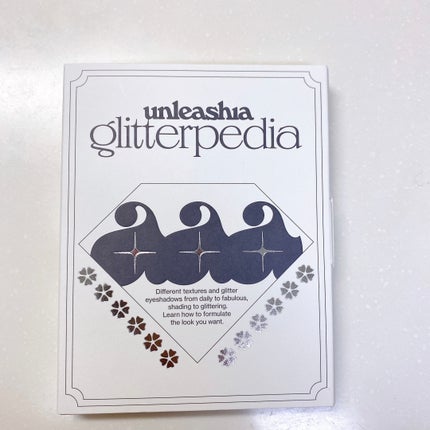 unleashia
glitterpedia
aaa
Different textures and glitter
eyeshadows from daily to fabulous,
shading to glittering.
Learn how to formulate
the look you want.